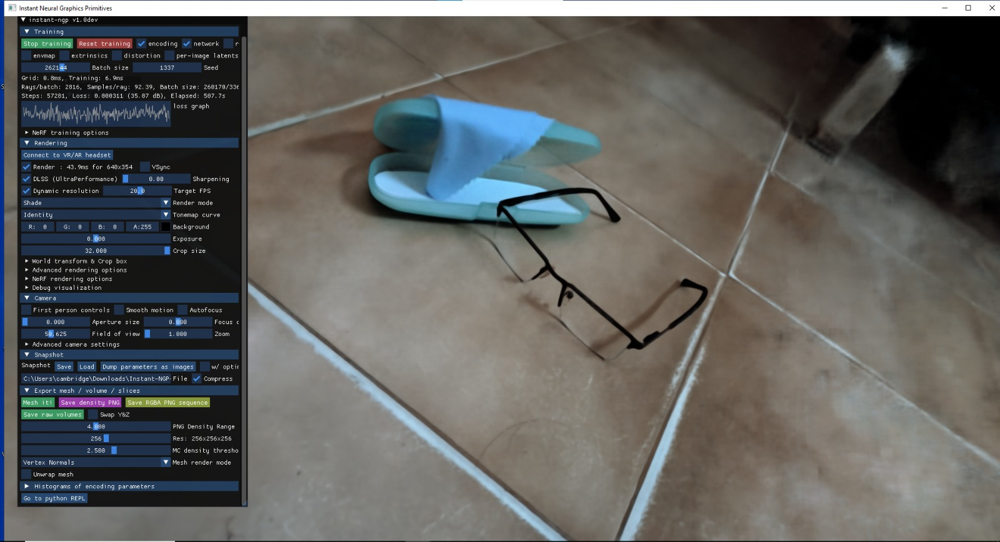 Instant Neural Graphics Primitives
instant-ngp v1.0dev
Training
Stop training Reset training encoding network
envmap extrinsics distortion per-image latents
262144 Batch size 1337 Seed
Grid: 0.8ms, Training: 6.9ms
Rays/batch: 2816, Samples/ray: 92.39, Batch size: 260170/336
Steps: 57281, Loss: 0.000311 (35.07 dB), Elapsed: 507.7s
loss graph
NeRF training options
Rendering
Connect to VR/AR headset
Render : 43.9ms for 640x354 VSync
DLSS (UltraPerformance) 0.00 Sharpening
Dynamic resolution 20.0 Target FPS
Shade Render mode
Identity Tonemap curve
R: 0 G: 0 B: 0 A:255 Background
0.000 Exposure
32.000 Crop size
World transform & Crop box
Advanced rendering options
NeRF rendering options
Debug visualization
Camera
First person controls Smooth motion Autofocus
0.000 Aperture size 0.000 Focus
50.625 Field of view 1.000 Zoom
Advanced camera settings
Snapshot
Snapshot Save Load Dump parameters as images w/ opti
C:\Users\cambridge\Downloads\Instant-NGP- File Compress
Export mesh / volume / slices
Mesh it! Save density PNG Save RGBA PNG sequence
Save raw volumes Swap Y&Z
4.000 PNG Density Range
256 Res: 256x256x256
2.500 MC density thresho
Vertex Normals Mesh render mode
Unwrap mesh
Histograms of encoding parameters
Go to python REPL